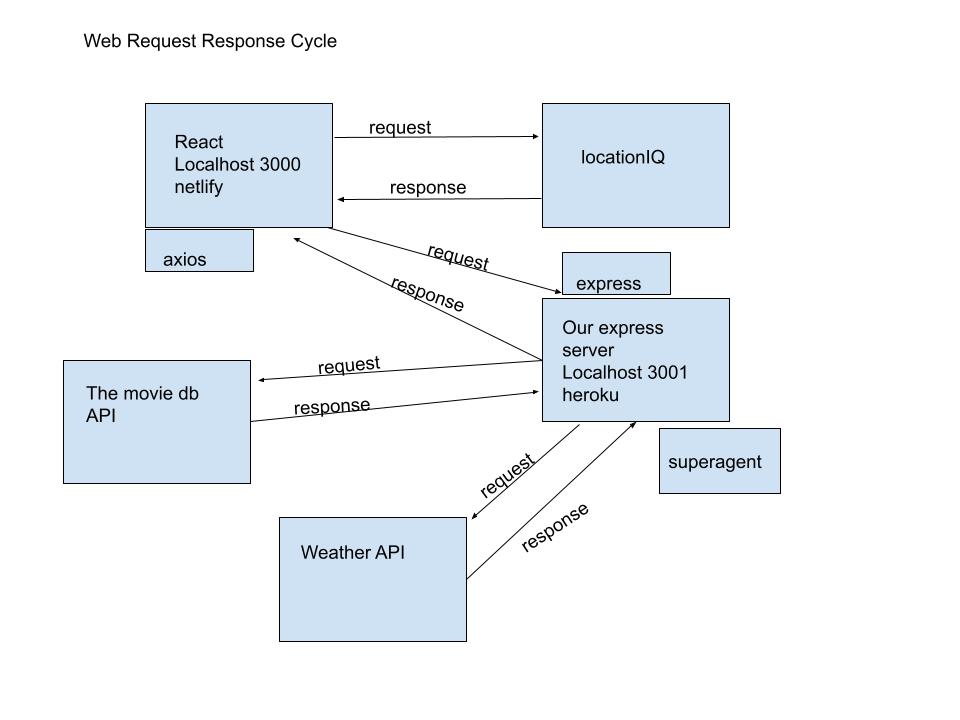 Web Request Response Cycle
React
Localhost 3000
netlify
request
locationIQ
response
axios
request
response
express
Our express
server
Localhost 3001
heroku
request
response
The movie db
API
superagent
request
response
Weather API